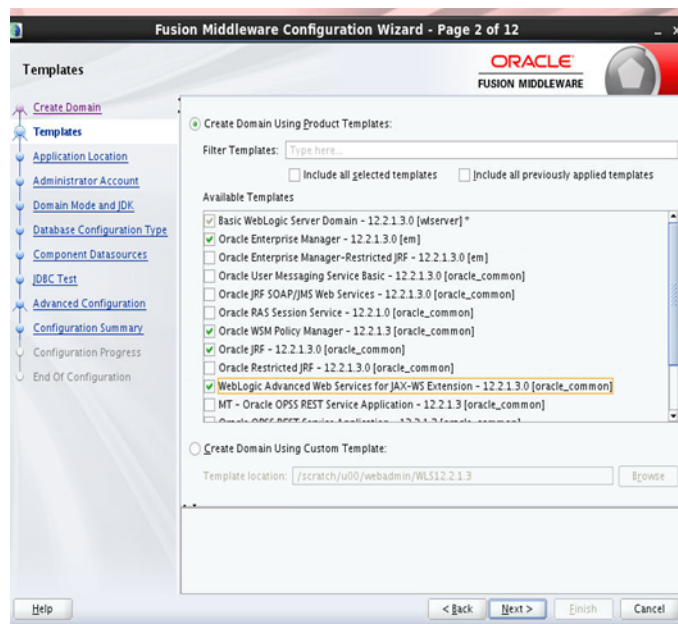 Fusion Middleware Configuration Wizard - Page 2 of 12
Templates
ORACLE
FUSION MIDDLEWARE
Create Domain
Templates
Application Location
Administrator Account
Domain Mode and JDK
Database Configuration Type
Component Datasources
JDBC Test
Advanced Configuration
Configuration Summary
Configuration Progress
End Of Configuration
Create Domain Using Product Templates:
Filter Templates: Type here...
Include all selected templates Include all previously applied templates
Available Templates
Basic WebLogic Server Domain - 12.2.1.3.0 [wlserver] *
Oracle Enterprise Manager - 12.2.1.3.0 [em]
Oracle Enterprise Manager-Restricted JRF - 12.2.1.3.0 [em]
Oracle User Messaging Service Basic - 12.2.1.3.0 [oracle_common]
Oracle JRF SOAP/JMS Web Services - 12.2.1.3.0 [oracle_common]
Oracle RAS Session Service - 12.2.1.0 [oracle_common]
Oracle WSM Policy Manager - 12.2.1.3 [oracle_common]
Oracle JRF - 12.2.1.3.0 [oracle_common]
Oracle Restricted JRF - 12.2.1.3.0 [oracle_common]
WebLogic Advanced Web Services for JAX-WS Extension - 12.2.1.3.0 [oracle_common]
MT - Oracle OPSS REST Service Application - 12.2.1.3 [oracle_common]
Oracle OPSS REST Service Application - 12.2.1.3 [oracle_common]
Create Domain Using Custom Template:
Template location: /scratch/u00/webadmin/WLS12.2.1.3 Browse
Help < Back Next > Finish Cancel